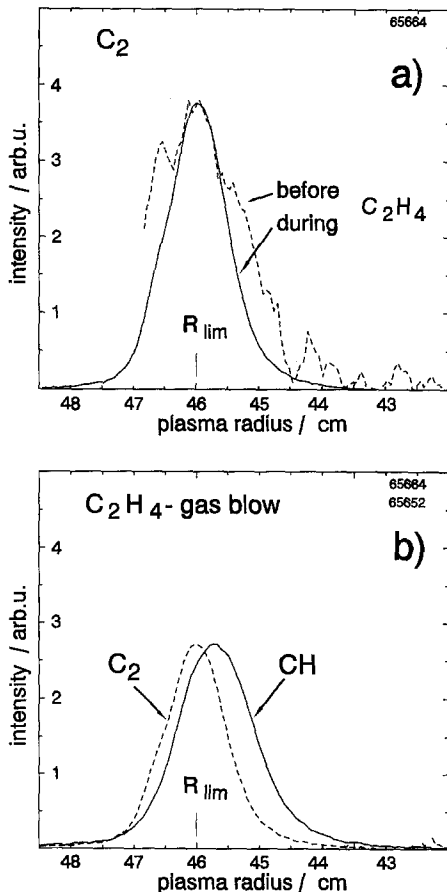 65664
C2
a)
4
3
2
1
intensity / arb.u.
before
C2H4
during
Rlim
48 47 46 45 44 43
plasma radius / cm
65664
65652
C2H4- gas blow
b)
4
3
2
1
intensity / arb.u.
C2
CH
Rlim
48 47 46 45 44 43
plasma radius / cm